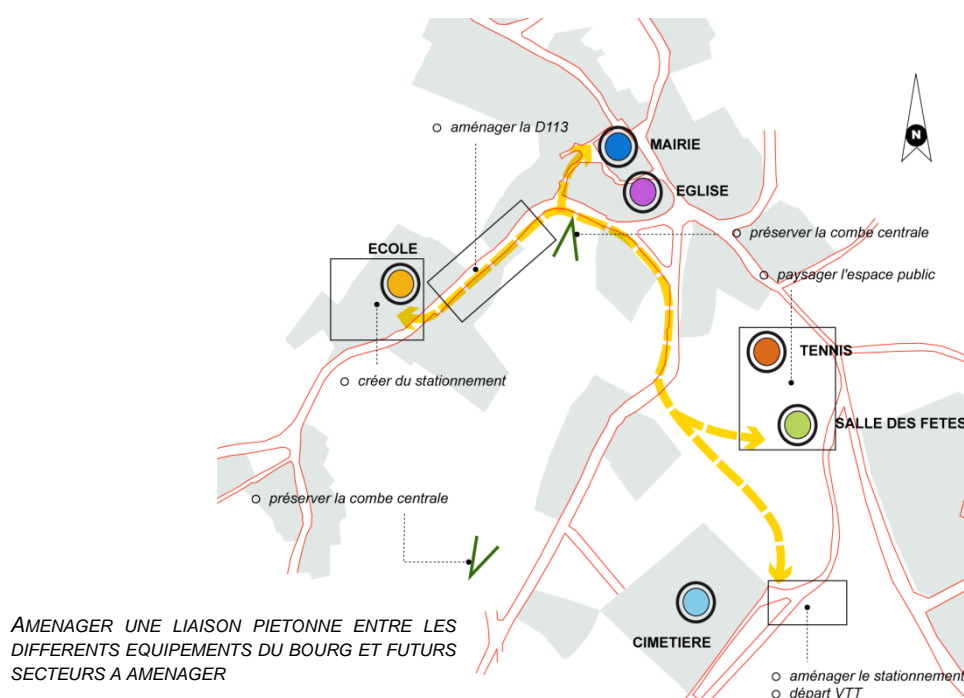 ○ aménager la D113
MAIRIE
N
EGLISE
○ préserver la combe centrale
ECOLE
○ paysager l'espace public
TENNIS
○ créer du stationnement
SALLE DES FETES
○ préserver la combe centrale
CIMETIERE
AMENAGER UNE LIAISON PIETONNE ENTRE LES
DIFFERENTS EQUIPEMENTS DU BOURG ET FUTURS
SECTEURS A AMENAGER
○ aménager le stationnement
○ départ VTT